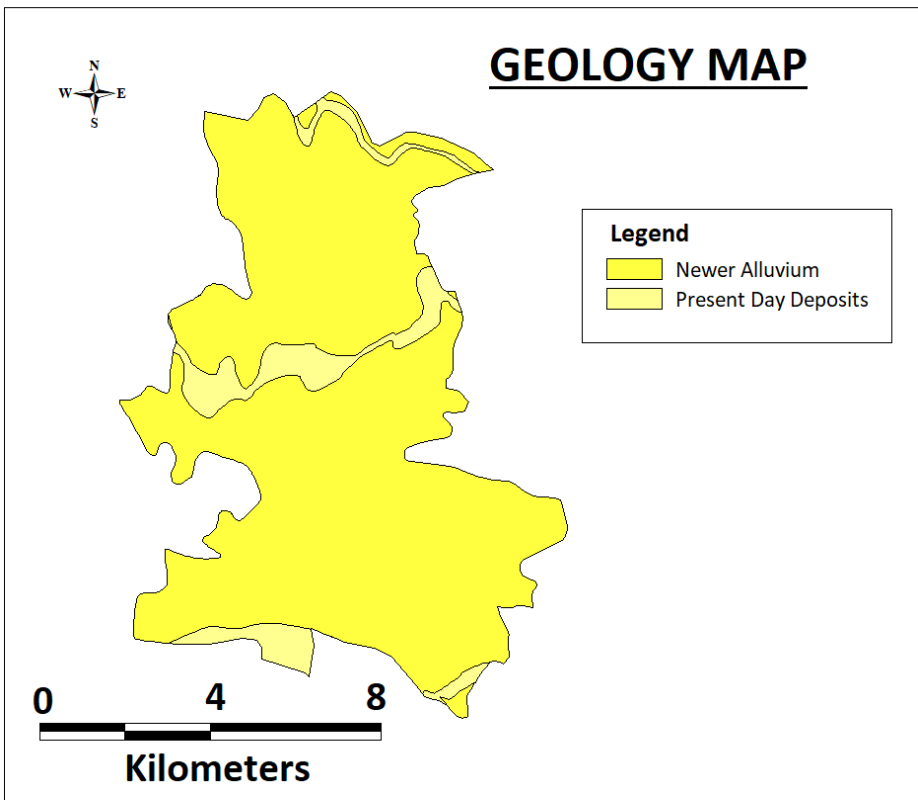 GEOLOGY MAP
N
W E
S
Legend
Newer Alluvium
Present Day Deposits
0 4 8
Kilometers